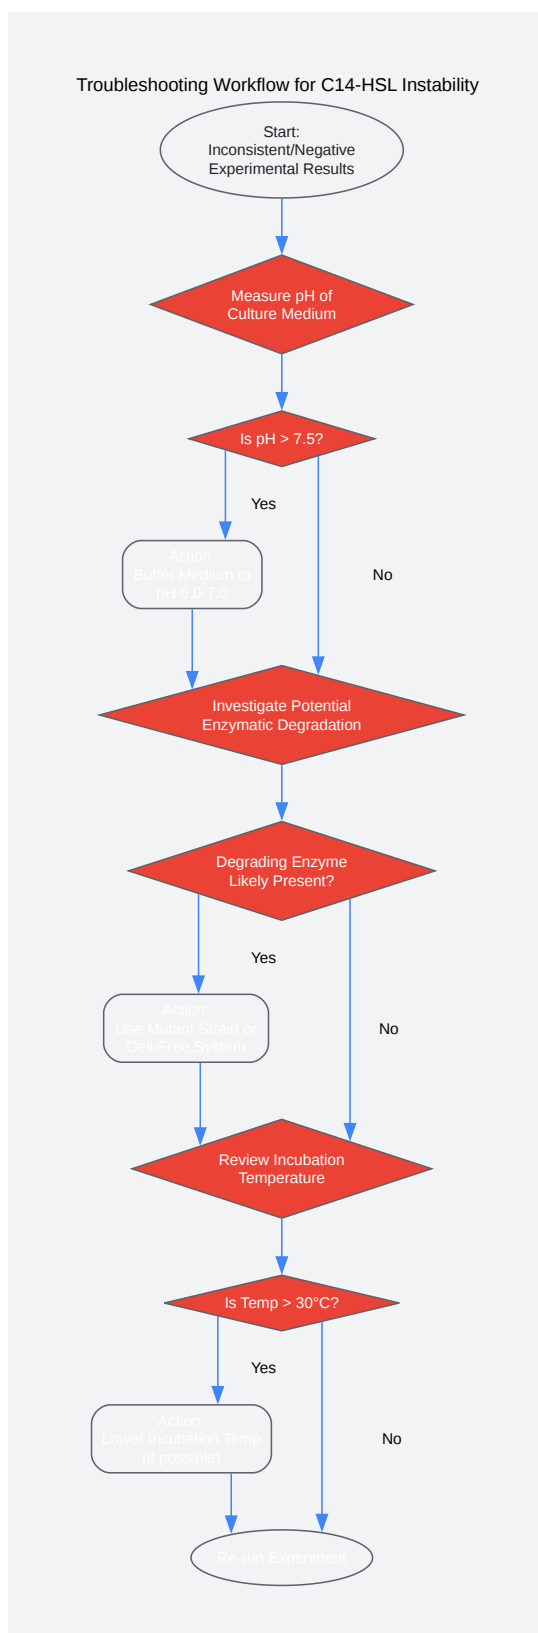 Troubleshooting Workflow for C14-HSL Instability
Start:
Inconsistent/Negative
Experimental Results
Measure pH of
Culture Medium
Is pH > 7.5?
Yes
Action:
Buffer Medium to
pH 6.0-7.0
No
Investigate Potential
Enzymatic Degradation
Degrading Enzyme
Likely Present?
Yes
Action:
Use Mutant Strain or
Cell-Free System
No
Review Incubation
Temperature
Is Temp > 30°C?
Yes
Action:
Lower Incubation Temp
(if possible)
No
Re-run Experiment